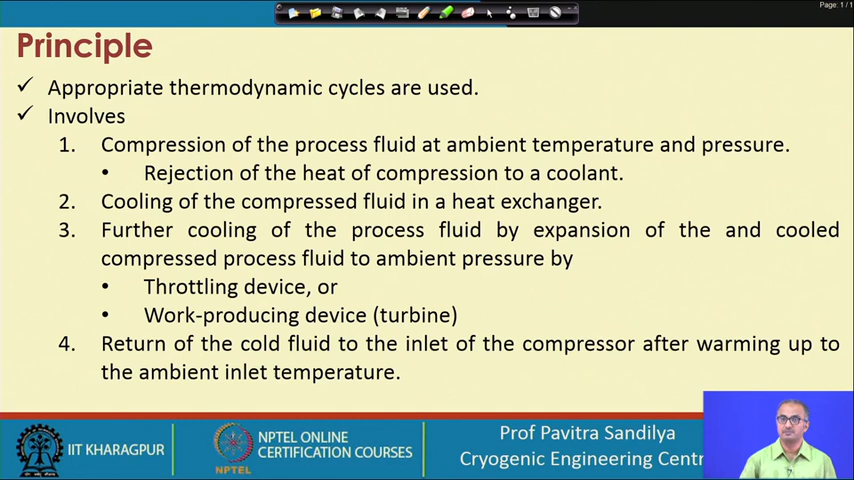 Page: 1 / 1
Principle
✓ Appropriate thermodynamic cycles are used.
✓ Involves
1. Compression of the process fluid at ambient temperature and pressure.
• Rejection of the heat of compression to a coolant.
2. Cooling of the compressed fluid in a heat exchanger.
3. Further cooling of the process fluid by expansion of the and cooled
compressed process fluid to ambient pressure by
• Throttling device, or
• Work-producing device (turbine)
4. Return of the cold fluid to the inlet of the compressor after warming up to
the ambient inlet temperature.
IIT KHARAGPUR
NPTEL
NPTEL ONLINE
CERTIFICATION COURSES
Prof Pavitra Sandilya
Cryogenic Engineering Centr